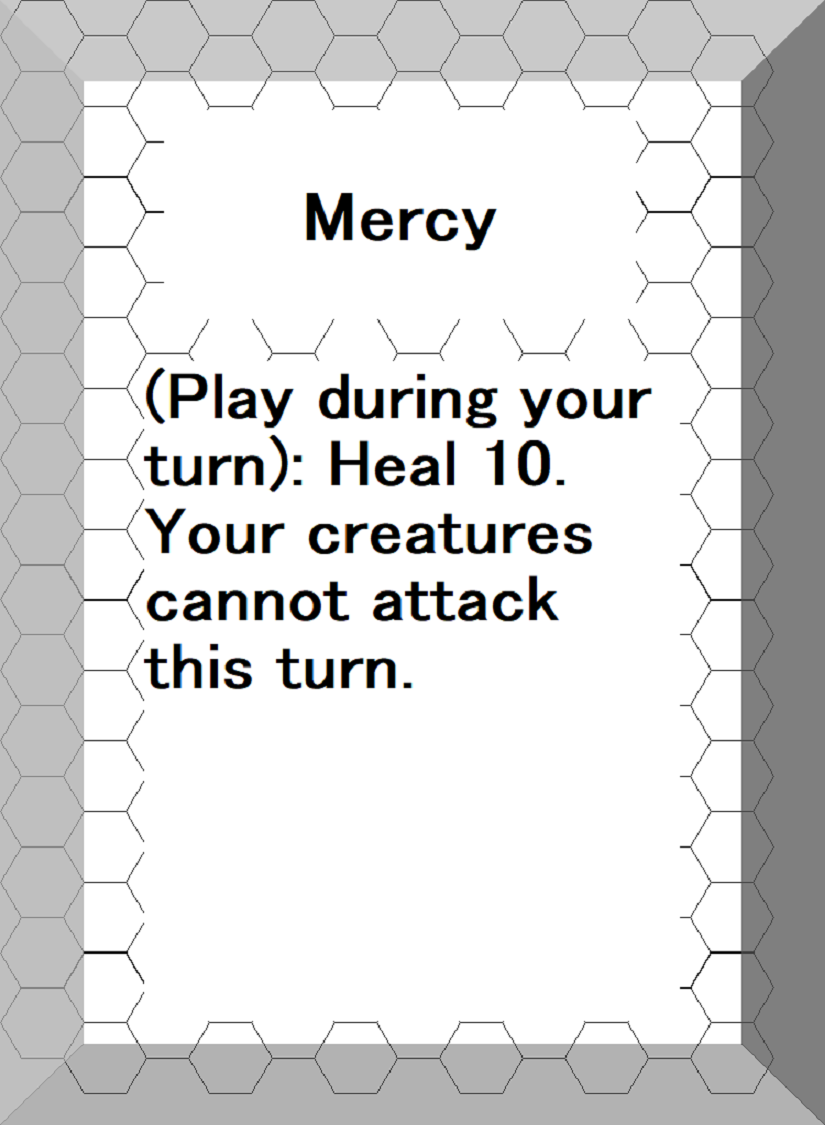 Mercy
(Play during your
turn): Heal 10.
Your creatures
cannot attack
this turn.